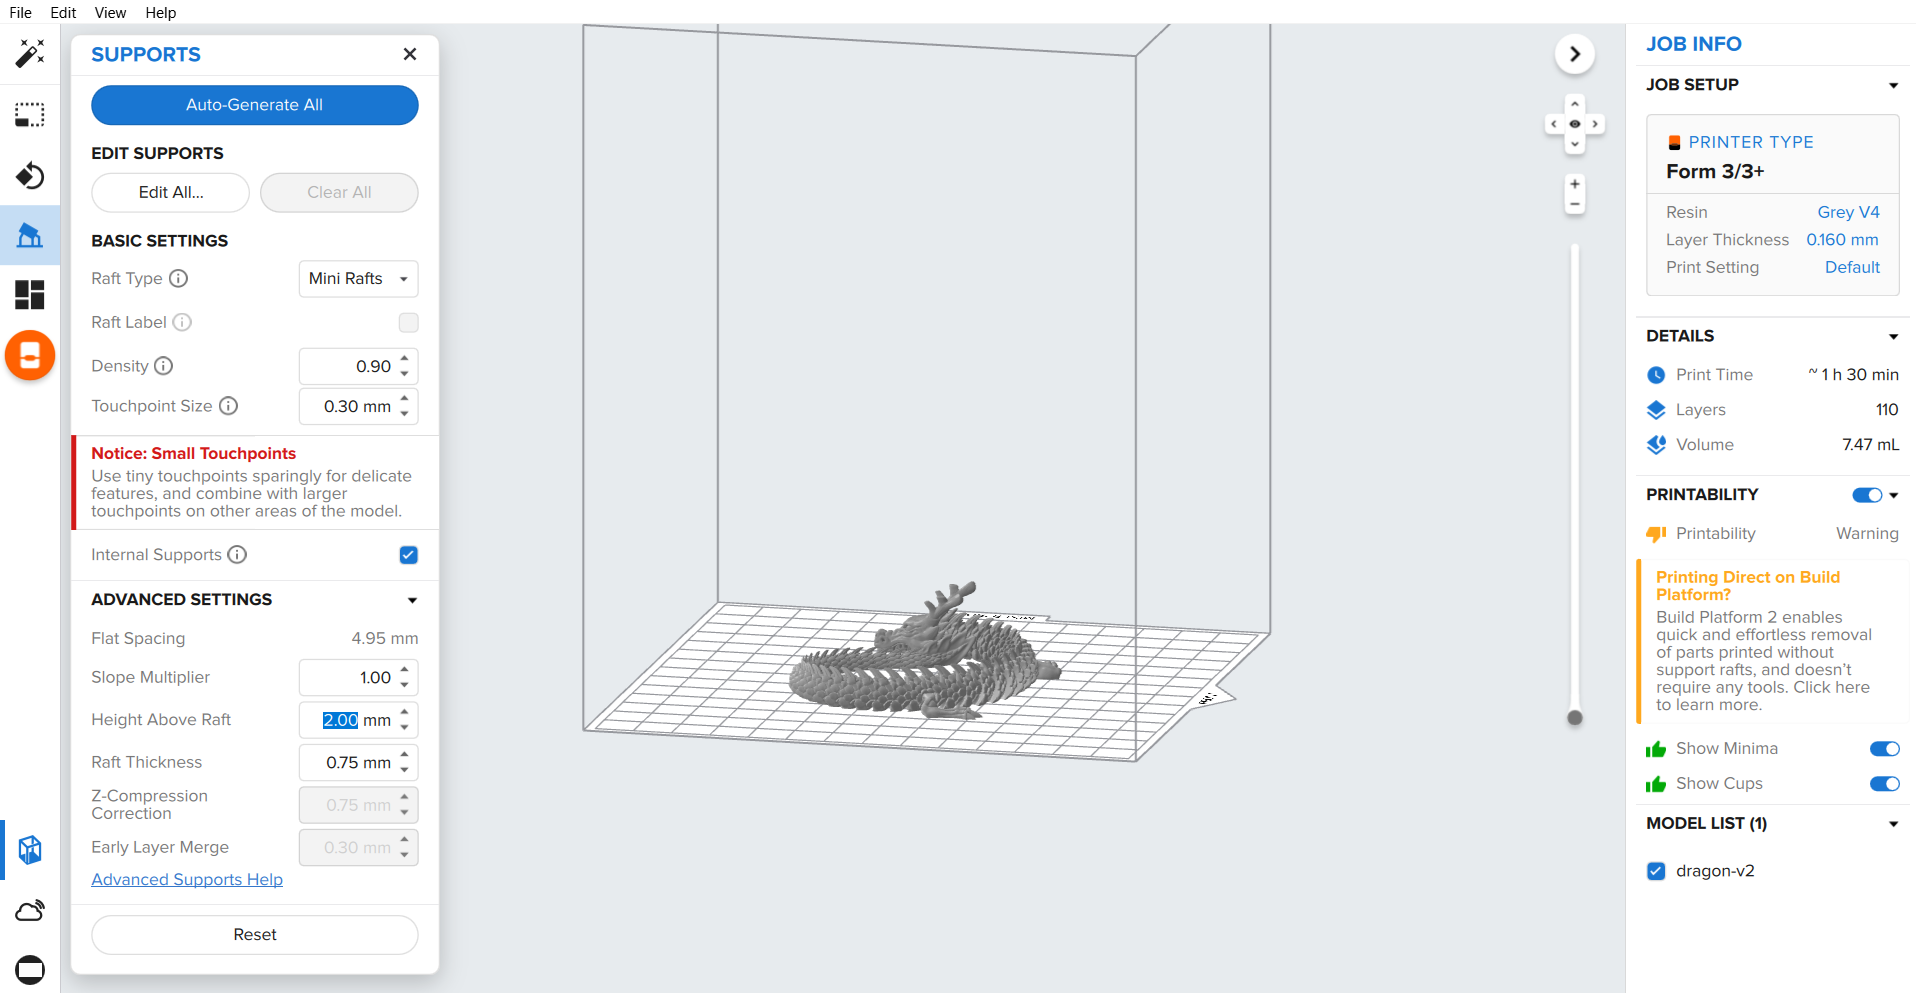 File Edit View Help
SUPPORTS
Auto-Generate All
EDIT SUPPORTS
Edit All...
Clear All
BASIC SETTINGS
Raft Type
Mini Rafts
Raft Label
Density
0.90
Touchpoint Size
0.30 mm
Notice: Small Touchpoints
Use tiny touchpoints sparingly for delicate
features, and combine with larger
touchpoints on other areas of the model.
Internal Supports
ADVANCED SETTINGS
Flat Spacing
4.95 mm
Slope Multiplier
1.00
Height Above Raft
2.00 mm
Raft Thickness
0.75 mm
Z-Compression
Correction
0.75 mm
Early Layer Merge
0.30 mm
Advanced Supports Help
Reset
JOB INFO
JOB SETUP
PRINTER TYPE
Form 3/3+
Resin
Grey V4
Layer Thickness
0.160 mm
Print Setting
Default
DETAILS
Print Time
~ 1 h 30 min
Layers
110
Volume
7.47 mL
PRINTABILITY
Printability
Warning
Printing Direct on Build
Platform?
Build Platform 2 enables
quick and effortless removal
of parts printed without
support rafts, and doesn't
require any tools. Click here
to learn more.
Show Minima
Show Cups
MODEL LIST (1)
dragon-v2